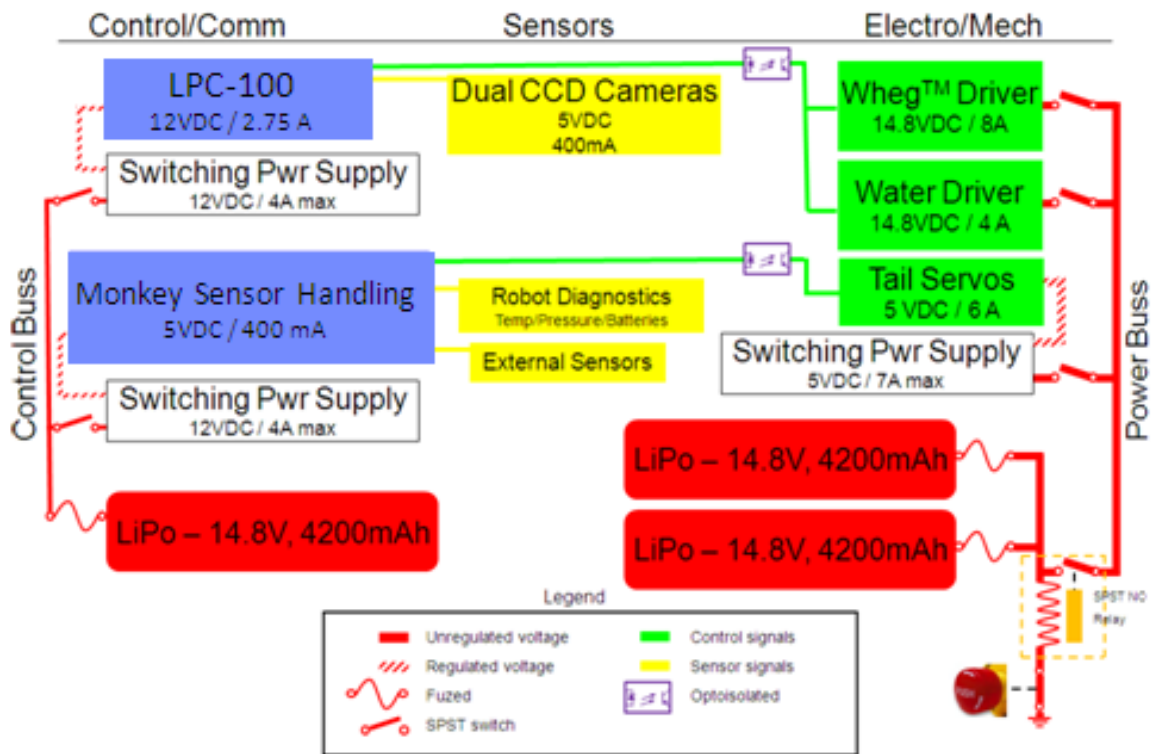 Control/Comm
Sensors
Electro/Mech
LPC-100
12VDC / 2.75 A
Dual CCD Cameras
5VDC
400mA
Wheg™ Driver
14.8VDC / 8A
Switching Pwr Supply
12VDC / 4A max
Water Driver
14.8VDC / 4 A
Monkey Sensor Handling
5VDC / 400 mA
Robot Diagnostics
Temp/Pressure/Batteries
External Sensors
Tail Servos
5 VDC / 6 A
Switching Pwr Supply
5VDC / 7A max
Control Buss
Power Buss
Switching Pwr Supply
12VDC / 4A max
LiPo – 14.8V, 4200mAh
LiPo – 14.8V, 4200mAh
LiPo – 14.8V, 4200mAh
SPST NO
Relay
Legend
Unregulated voltage
Control signals
Regulated voltage
Sensor signals
Fuzed
Optoisolated
SPST switch